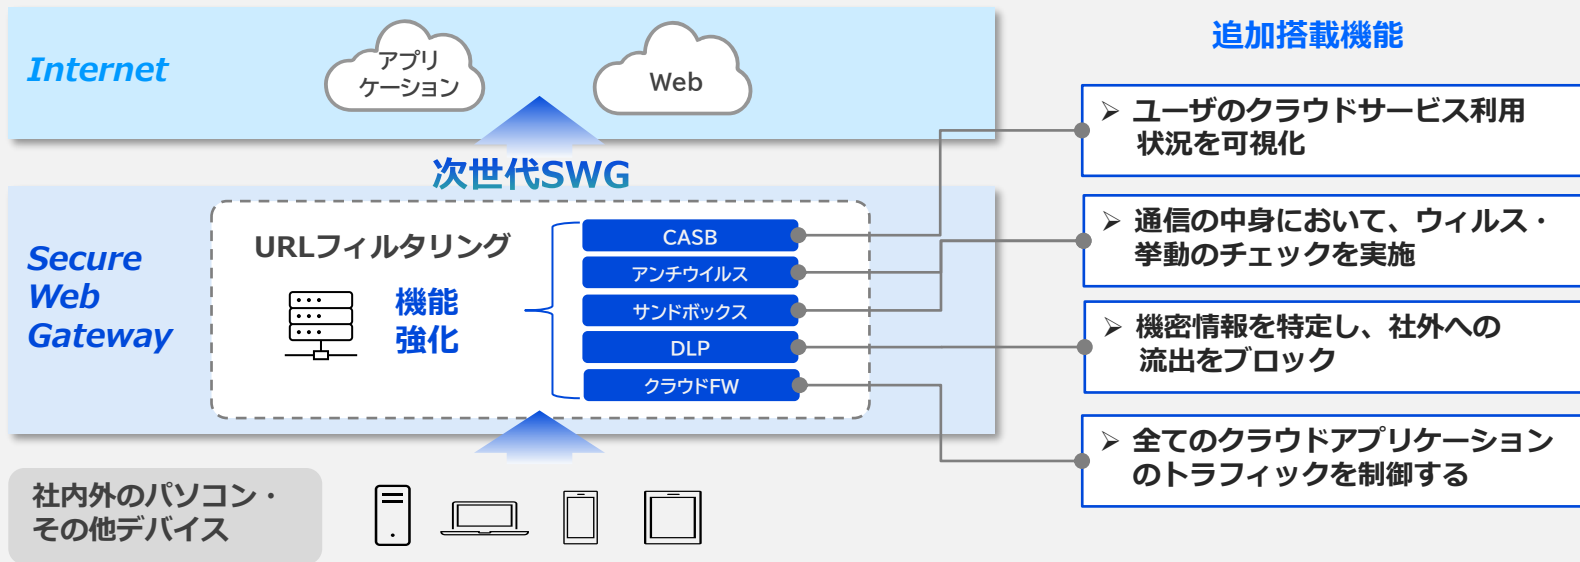 Internet
アプリ
ケーション
Web
次世代SWG
Secure
Web
Gateway
URLフィルタリング
機能
強化
CASB
アンチウイルス
サンドボックス
DLP
クラウドFW
社内外のパソコン・
その他デバイス
追加搭載機能
➢ ユーザのクラウドサービス利用
状況を可視化
➢ 通信の中身において、ウィルス・
挙動のチェックを実施
➢ 機密情報を特定し、社外への
流出をブロック
➢ 全てのクラウドアプリケーション
のトラフィックを制御する